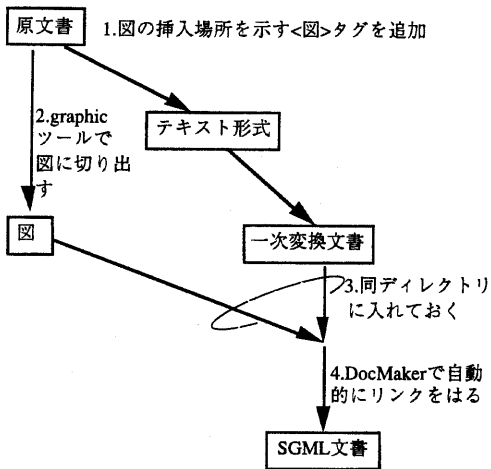 原文書
1.図の挿入場所を示す<図>タグを追加
2.graphic
ツールで
図に切り出
す
テキスト形式
図
一次変換文書
3.同ディレクトリ
に入れておく
4.DocMakerで自動
的にリンクをはる
SGML文書